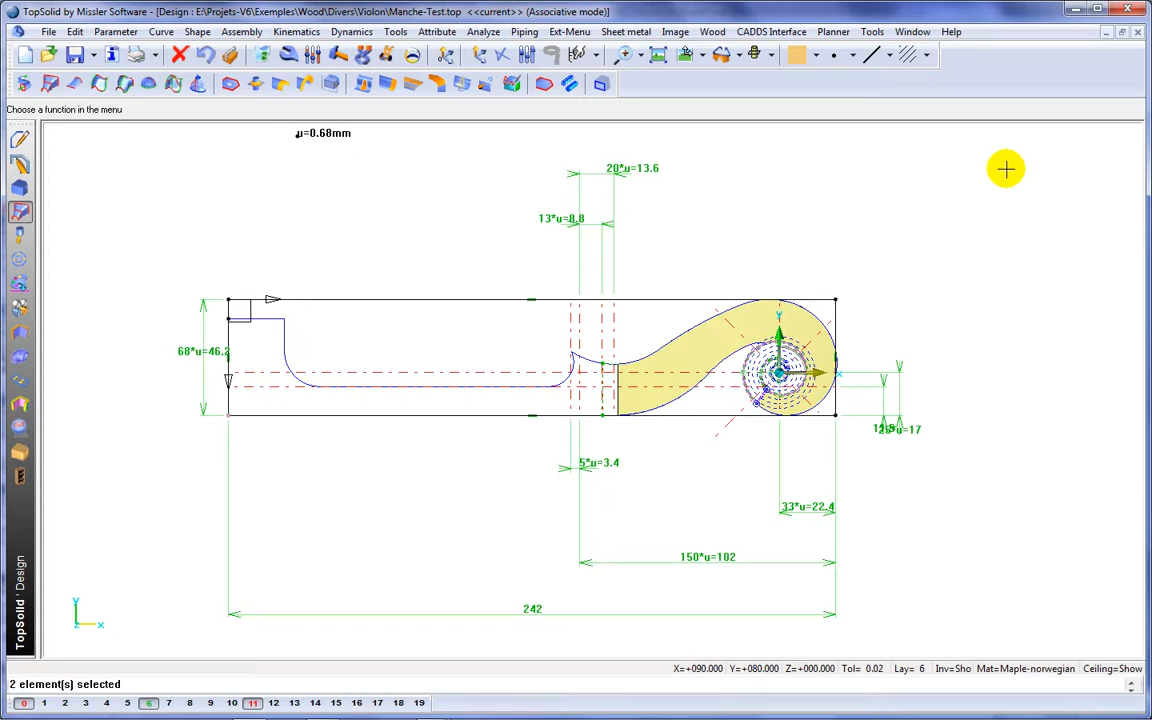 TopSolid by Missler Software - [Design : E:\Projets-V6\Exemples\Wood\Divers\Violon\Manche-Test.top <<current>> (Associative mode)]
File Edit Parameter Curve Shape Assembly Kinematics Dynamics Tools Attribute Analyze Piping Ext-Menu Sheet metal Image Wood CADDS Interface Planner Tools Window Help
Choose a function in the menu
µ=0.68mm
20*u=13.6
13*u=8.8
68*u=46.2
Y
X
25*u=17
5*u=3.4
33*u=22.4
150*u=102
242
Y
Z X
TopSolid'Design
X=+090.000 Y=+080.000 Z=+000.000 Tol= 0.02 Lay= 6 Inv=Sho Mat=Maple-norwegian Ceiling=Show
2 element(s) selected
0 1 2 3 4 5 6 7 8 9 10 11 12 13 14 15 16 17 18 19